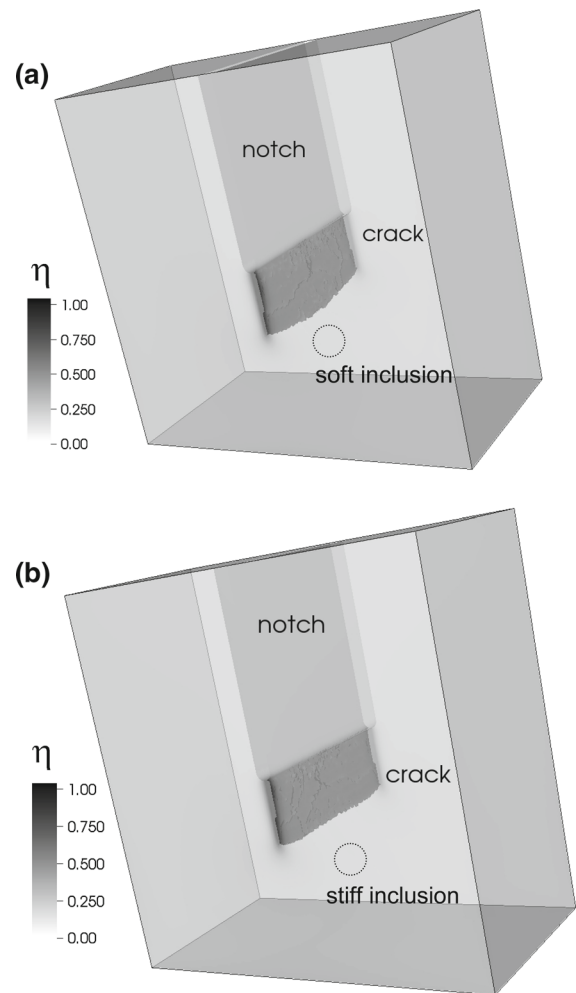 (a)
notch
crack
η
1.00
0.750
0.500
0.250
0.00
soft inclusion
(b)
notch
crack
η
1.00
0.750
0.500
0.250
0.00
stiff inclusion